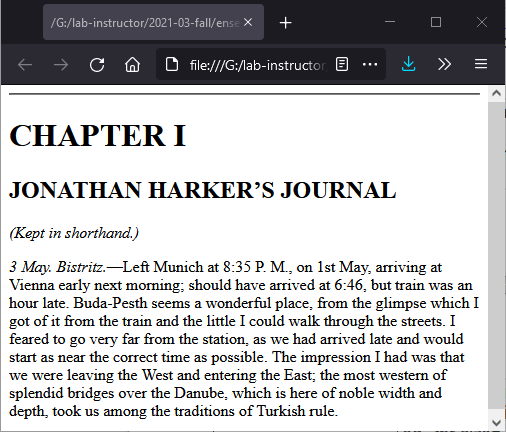 /G:/lab-instructor/2021-03-fall/ense
file:///G:/lab-instructor
CHAPTER I
JONATHAN HARKER’S JOURNAL
(Kept in shorthand.)
3 May. Bistritz.—Left Munich at 8:35 P. M., on 1st May, arriving at
Vienna early next morning; should have arrived at 6:46, but train was an
hour late. Buda-Pesth seems a wonderful place, from the glimpse which I
got of it from the train and the little I could walk through the streets. I
feared to go very far from the station, as we had arrived late and would
start as near the correct time as possible. The impression I had was that
we were leaving the West and entering the East; the most western of
splendid bridges over the Danube, which is here of noble width and
depth, took us among the traditions of Turkish rule.